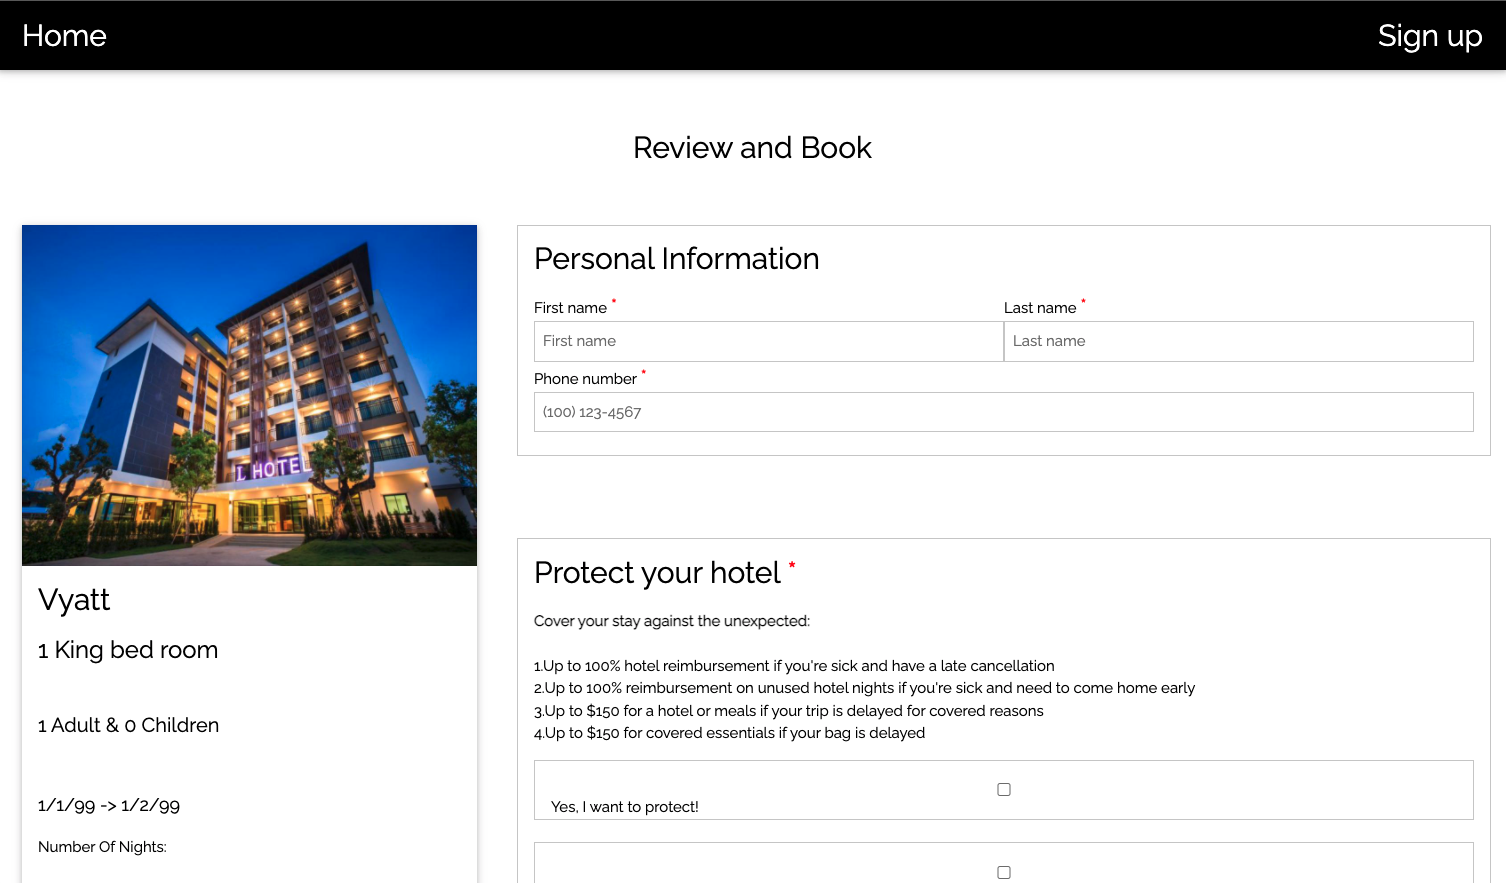 Home
Sign up
Review and Book
L HOTEL
Vyatt
1 King bed room
1 Adult & 0 Children
1/1/99 -> 1/2/99
Number Of Nights:
Personal Information
First name *
Last name *
First name
Last name
Phone number *
(100) 123-4567
Protect your hotel *
Cover your stay against the unexpected:
1.Up to 100% hotel reimbursement if you're sick and have a late cancellation
2.Up to 100% reimbursement on unused hotel nights if you're sick and need to come home early
3.Up to $150 for a hotel or meals if your trip is delayed for covered reasons
4.Up to $150 for covered essentials if your bag is delayed
Yes, I want to protect!